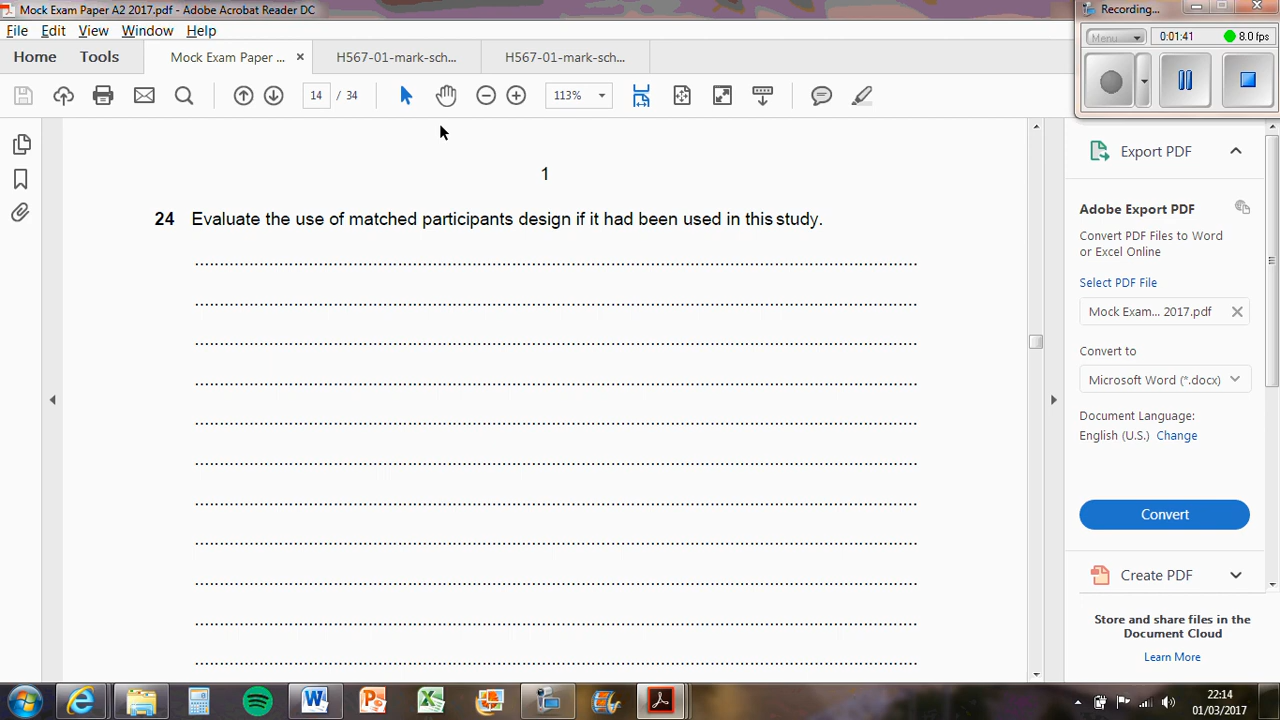 Mock Exam Paper A2 2017.pdf - Adobe Acrobat Reader DC
File Edit View Window Help
Home Tools Mock Exam Paper ... × H567-01-mark-sch... H567-01-mark-sch...
14 / 34 113%
Recording...
Menu 0:01:41 8.0 fps
1
24 Evaluate the use of matched participants design if it had been used in this study.
Export PDF
Adobe Export PDF
Convert PDF Files to Word
or Excel Online
Select PDF File
Mock Exam... 2017.pdf
Convert to
Microsoft Word (*.docx)
Document Language:
English (U.S.) Change
Convert
Create PDF
Store and share files in the
Document Cloud
Learn More
22:14
01/03/2017